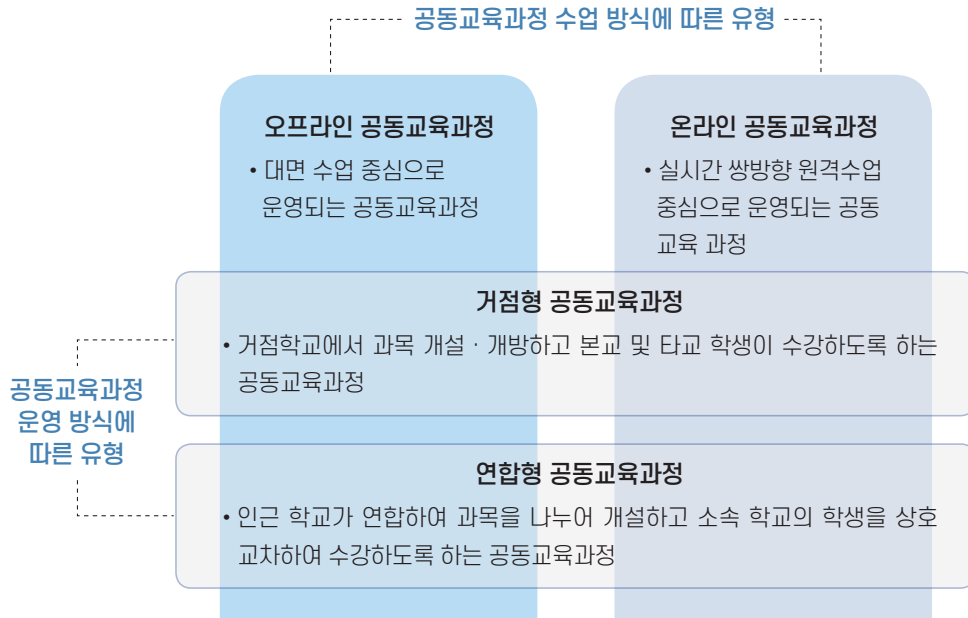 공동교육과정 수업 방식에 따른 유형
오프라인 공동교육과정
• 대면 수업 중심으로
운영되는 공동교육과정
온라인 공동교육과정
• 실시간 쌍방향 원격수업
중심으로 운영되는 공동
교육 과정
공동교육과정
운영 방식에
따른 유형
거점형 공동교육과정
• 거점학교에서 과목 개설 · 개방하고 본교 및 타교 학생이 수강하도록 하는
공동교육과정
연합형 공동교육과정
• 인근 학교가 연합하여 과목을 나누어 개설하고 소속 학교의 학생을 상호
교차하여 수강하도록 하는 공동교육과정